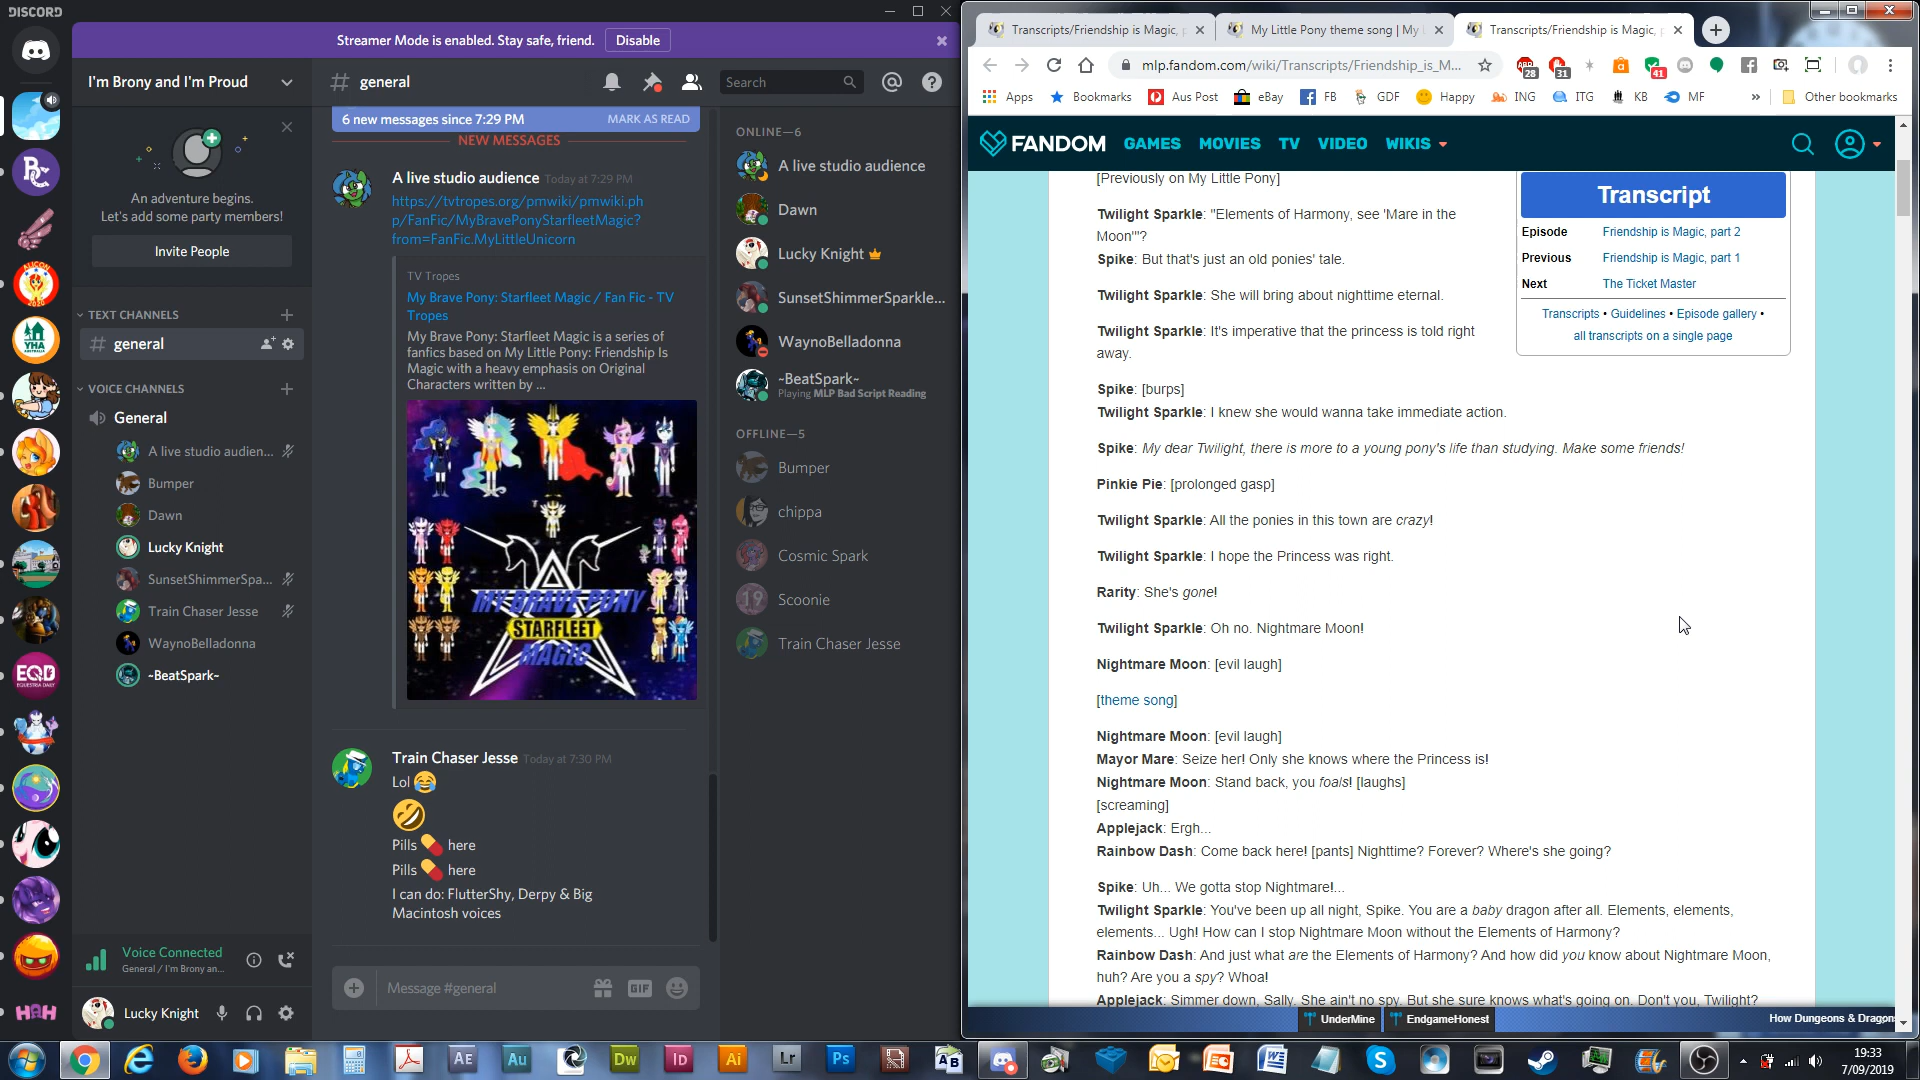 DISCORD
Streamer Mode is enabled. Stay safe, friend. Disable
I'm Brony and I'm Proud
An adventure begins.
Let's add some party members!
Invite People
TEXT CHANNELS
# general
VOICE CHANNELS
General
A live studio audien...
Bumper
Dawn
Lucky Knight
SunsetShimmerSpa...
Train Chaser Jesse
WaynoBelladonna
~BeatSpark~
Voice Connected
General / I'm Brony an...
Lucky Knight
EQD
# general
Search
6 new messages since 7:29 PM MARK AS READ
NEW MESSAGES
A live studio audience Today at 7:29 PM
https://tvtropes.org/pmwiki/pmwiki.ph
p/FanFic/MyBravePonyStarfleetMagic?
from=FanFic.MyLittleUnicorn
TV Tropes
My Brave Pony: Starfleet Magic / Fan Fic - TV
Tropes
My Brave Pony: Starfleet Magic is a series of
fanfics based on My Little Pony: Friendship Is
Magic with a heavy emphasis on Original
Characters written by ...
MY BRAVE PONY
STARFLEET
MAGIC
Train Chaser Jesse Today at 7:30 PM
Lol 😂
🤣
Pills 💊 here
Pills 💊 here
I can do: FlutterShy, Derpy & Big
Macintosh voices
Message #general
GIF
ONLINE—6
A live studio audience
Dawn
Lucky Knight
SunsetShimmerSparkle...
WaynoBelladonna
~BeatSpark~
Playing MLP Bad Script Reading
OFFLINE—5
Bumper
chippa
Cosmic Spark
Scoonie
Train Chaser Jesse
Transcripts/Friendship is Magic, p
My Little Pony theme song | My L
Transcripts/Friendship is Magic, p
mlp.fandom.com/wiki/Transcripts/Friendship_is_M...
28
31
41
Apps Bookmarks Aus Post eBay FB GDF Happy ING ITG KB MF » Other bookmarks
FANDOM GAMES MOVIES TV VIDEO WIKIS
[Previously on My Little Pony]
Twilight Sparkle: "Elements of Harmony, see 'Mare in the
Moon'"?
Spike: But that's just an old ponies' tale.
Twilight Sparkle: She will bring about nighttime eternal.
Twilight Sparkle: It's imperative that the princess is told right
away.
Spike: [burps]
Twilight Sparkle: I knew she would wanna take immediate action.
Spike: My dear Twilight, there is more to a young pony's life than studying. Make some friends!
Pinkie Pie: [prolonged gasp]
Twilight Sparkle: All the ponies in this town are crazy!
Twilight Sparkle: I hope the Princess was right.
Rarity: She's gone!
Twilight Sparkle: Oh no. Nightmare Moon!
Nightmare Moon: [evil laugh]
[theme song]
Nightmare Moon: [evil laugh]
Mayor Mare: Seize her! Only she knows where the Princess is!
Nightmare Moon: Stand back, you foals! [laughs]
[screaming]
Applejack: Ergh...
Rainbow Dash: Come back here! [pants] Nighttime? Forever? Where's she going?
Spike: Uh... We gotta stop Nightmare!...
Twilight Sparkle: You've been up all night, Spike. You are a baby dragon after all. Elements, elements,
elements... Ugh! How can I stop Nightmare Moon without the Elements of Harmony?
Rainbow Dash: And just what are the Elements of Harmony? And how did you know about Nightmare Moon,
huh? Are you a spy? Whoa!
Applejack: Simmer down, Sally. She ain't no spy. But she sure knows what's going on. Don't you, Twilight?
Transcript
Episode Friendship is Magic, part 2
Previous Friendship is Magic, part 1
Next The Ticket Master
Transcripts • Guidelines • Episode gallery •
all transcripts on a single page
UnderMine EndgameHonest How Dungeons & Dragon
AE Au Dw Id Ai Lr Ps
19:33
7/09/2019